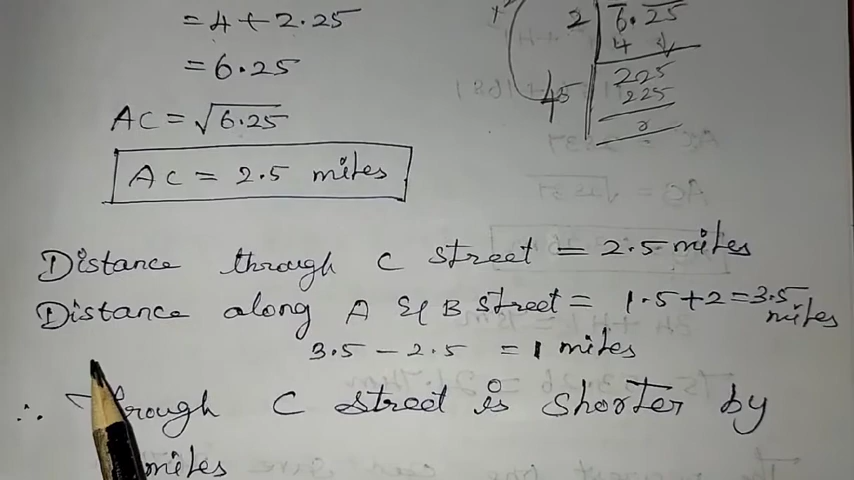 = 4 + 2.25
= 6.25
AC = √6.25
AC = 2.5 miles
2 6.25
4
45 225
225
Distance through C street = 2.5 miles
Distance along A & B street = 1.5 + 2 = 3.5 miles
3.5 - 2.5 = 1 miles
∴ Through C street is shorter by
miles